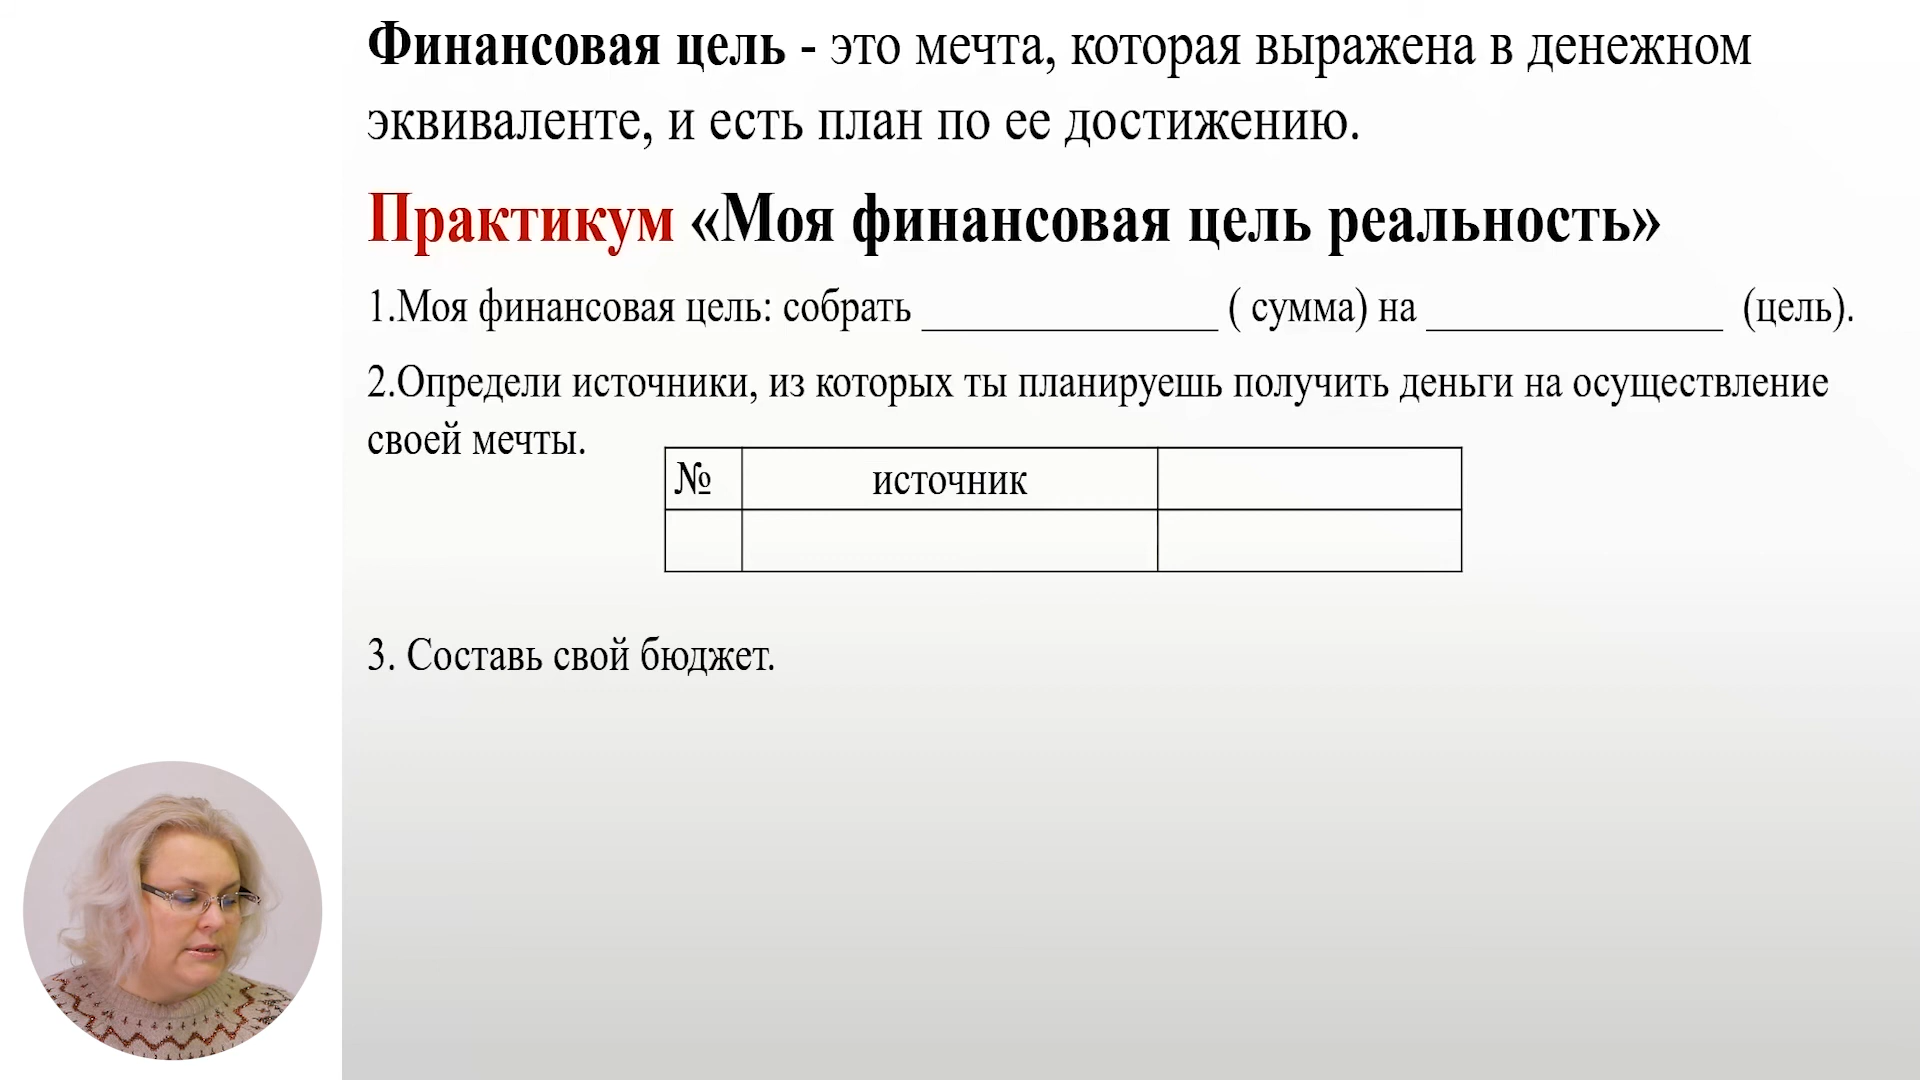 Финансовая цель - это мечта, которая выражена в денежном
эквиваленте, и есть план по ее достижению.
Практикум «Моя финансовая цель реальность»
1.Моя финансовая цель: собрать ______________ ( сумма) на ______________ (цель).
2.Определи источники, из которых ты планируешь получить деньги на осуществление
своей мечты.
№ источник
3. Составь свой бюджет.